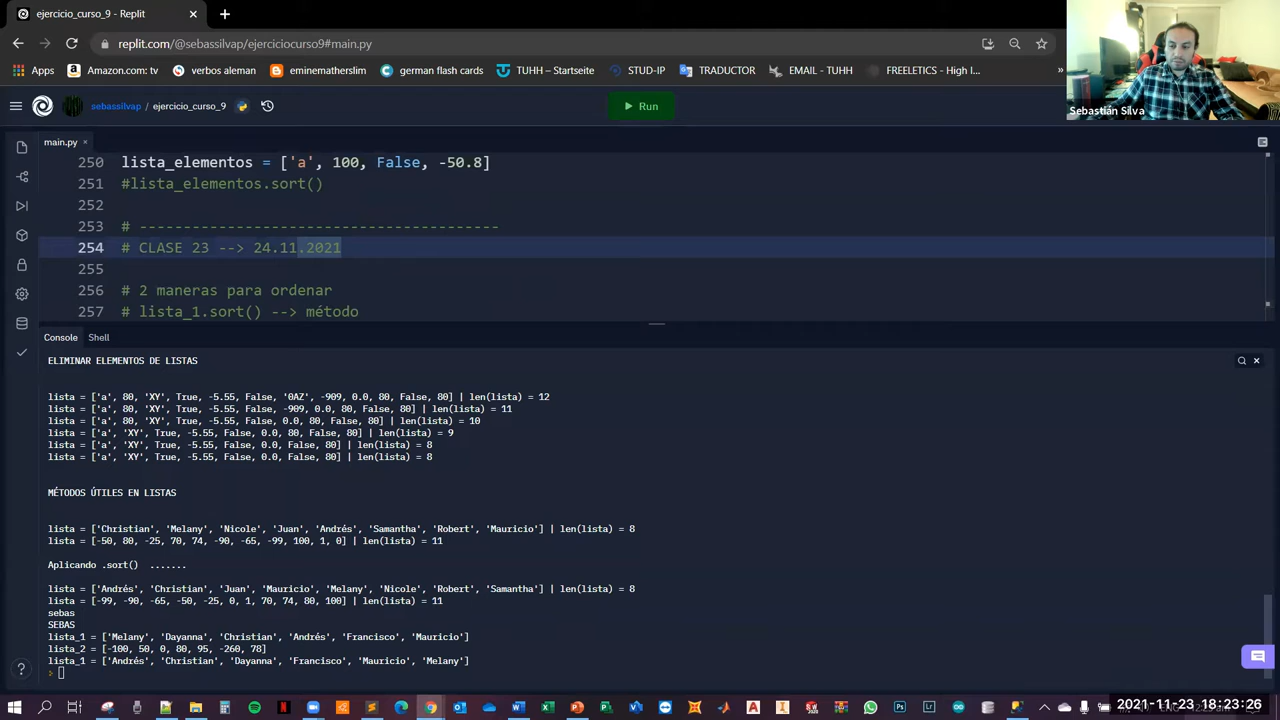 ejercicio_curso_9 - Replit
replit.com/@sebassilvap/ejerciciocurso9#main.py
Apps
Amazon.com: tv
verbos aleman
eminematherslim
german flash
TUHH – Startseite
STUD-IP
TRADUCTOR
EMAIL - TUHH
FREELETICS - High I...
»
Sebastián Silva
sebassilvap / ejercicio_curso_9
Run
main.py
250 lista_elementos = ['a', 100, False, -50.8]
251 #lista_elementos.sort()
252
253 # -----------------------------------------
254 # CLASE 23 --> 24.11.2021
255
256 # 2 maneras para ordenar
257 # lista_1.sort() --> método
Console Shell
ELIMINAR ELEMENTOS DE LISTAS
lista = ['a', 80, 'XY', True, -5.55, False, '0AZ', -909, 0.0, 80, False, 80] | len(lista) = 12
lista = ['a', 80, 'XY', True, -5.55, False, -909, 0.0, 80, False, 80] | len(lista) = 11
lista = ['a', 80, 'XY', True, -5.55, False, 0.0, 80, False, 80] | len(lista) = 10
lista = ['a', 'XY', True, -5.55, False, 0.0, 80, False, 80] | len(lista) = 9
lista = ['a', 'XY', True, -5.55, False, 0.0, False, 80] | len(lista) = 8
lista = ['a', 'XY', True, -5.55, False, 0.0, False, 80] | len(lista) = 8
MÉTODOS ÚTILES EN LISTAS
lista = ['Christian', 'Melany', 'Nicole', 'Juan', 'Andrés', 'Samantha', 'Robert', 'Mauricio'] | len(lista) = 8
lista = [-50, 80, -25, 70, 74, -90, -65, -99, 100, 1, 0] | len(lista) = 11
Aplicando .sort() .......
lista = ['Andrés', 'Christian', 'Juan', 'Mauricio', 'Melany', 'Nicole', 'Robert', 'Samantha'] | len(lista) = 8
lista = [-99, -90, -65, -50, -25, 0, 1, 70, 74, 80, 100] | len(lista) = 11
sebas
SEBAS
lista_1 = ['Melany', 'Dayanna', 'Christian', 'Andrés', 'Francisco', 'Mauricio']
lista_2 = [-100, 50, 0, 80, 95, -260, 78]
lista_1 = ['Andrés', 'Christian', 'Dayanna', 'Francisco', 'Mauricio', 'Melany']
>
2021-11-23 18:23:26